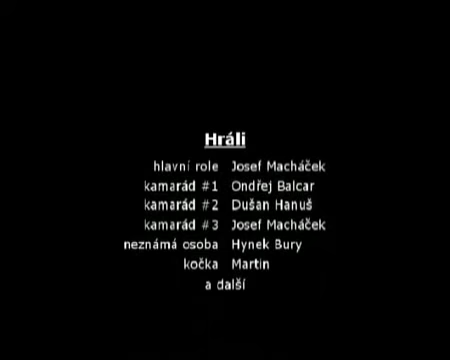 Hráli
hlavní role Josef Macháček
kamarád #1 Ondřej Balcar
kamarád #2 Dušan Hanuš
kamarád #3 Josef Macháček
neznámá osoba Hynek Bury
kočka Martin
a další